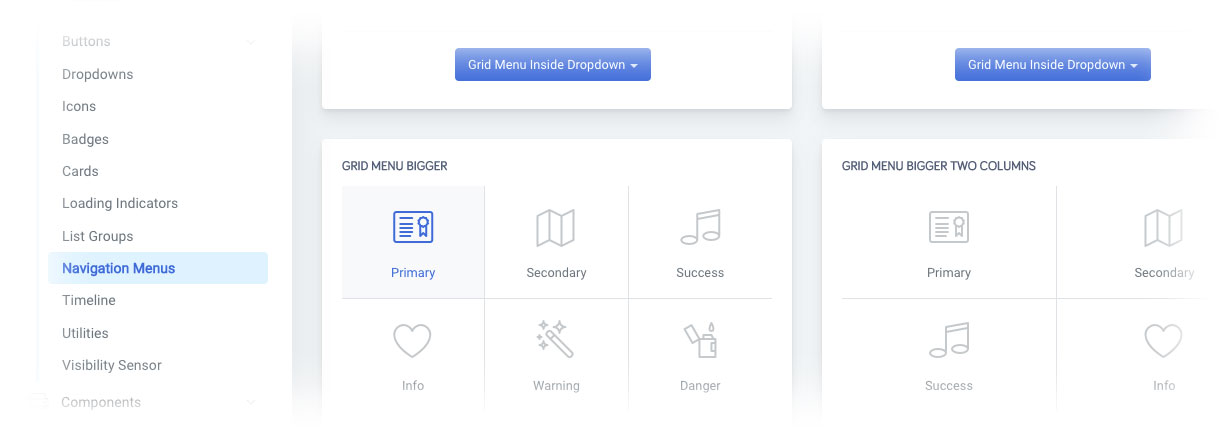 Buttons
Dropdowns
Icons
Badges
Cards
Loading Indicators
List Groups
Navigation Menus
Timeline
Utilities
Visibility Sensor
Components
Grid Menu Inside Dropdown
Grid Menu Inside Dropdown
GRID MENU BIGGER
Primary
Secondary
Success
Info
Warning
Danger
GRID MENU BIGGER TWO COLUMNS
Primary
Secondary
Success
Info